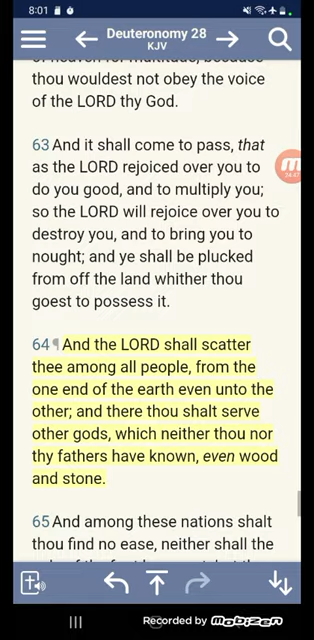 8:01
Deuteronomy 28
KJV
of heaven for multitude; because
thou wouldest not obey the voice
of the LORD thy God.
63 And it shall come to pass, that
as the LORD rejoiced over you to
do you good, and to multiply you;
so the LORD will rejoice over you to
destroy you, and to bring you to
nought; and ye shall be plucked
from off the land whither thou
goest to possess it.
64 ¶ And the LORD shall scatter
thee among all people, from the
one end of the earth even unto the
other; and there thou shalt serve
other gods, which neither thou nor
thy fathers have known, even wood
and stone.
65 And among these nations shalt
thou find no ease, neither shall the
Recorded by mobizen